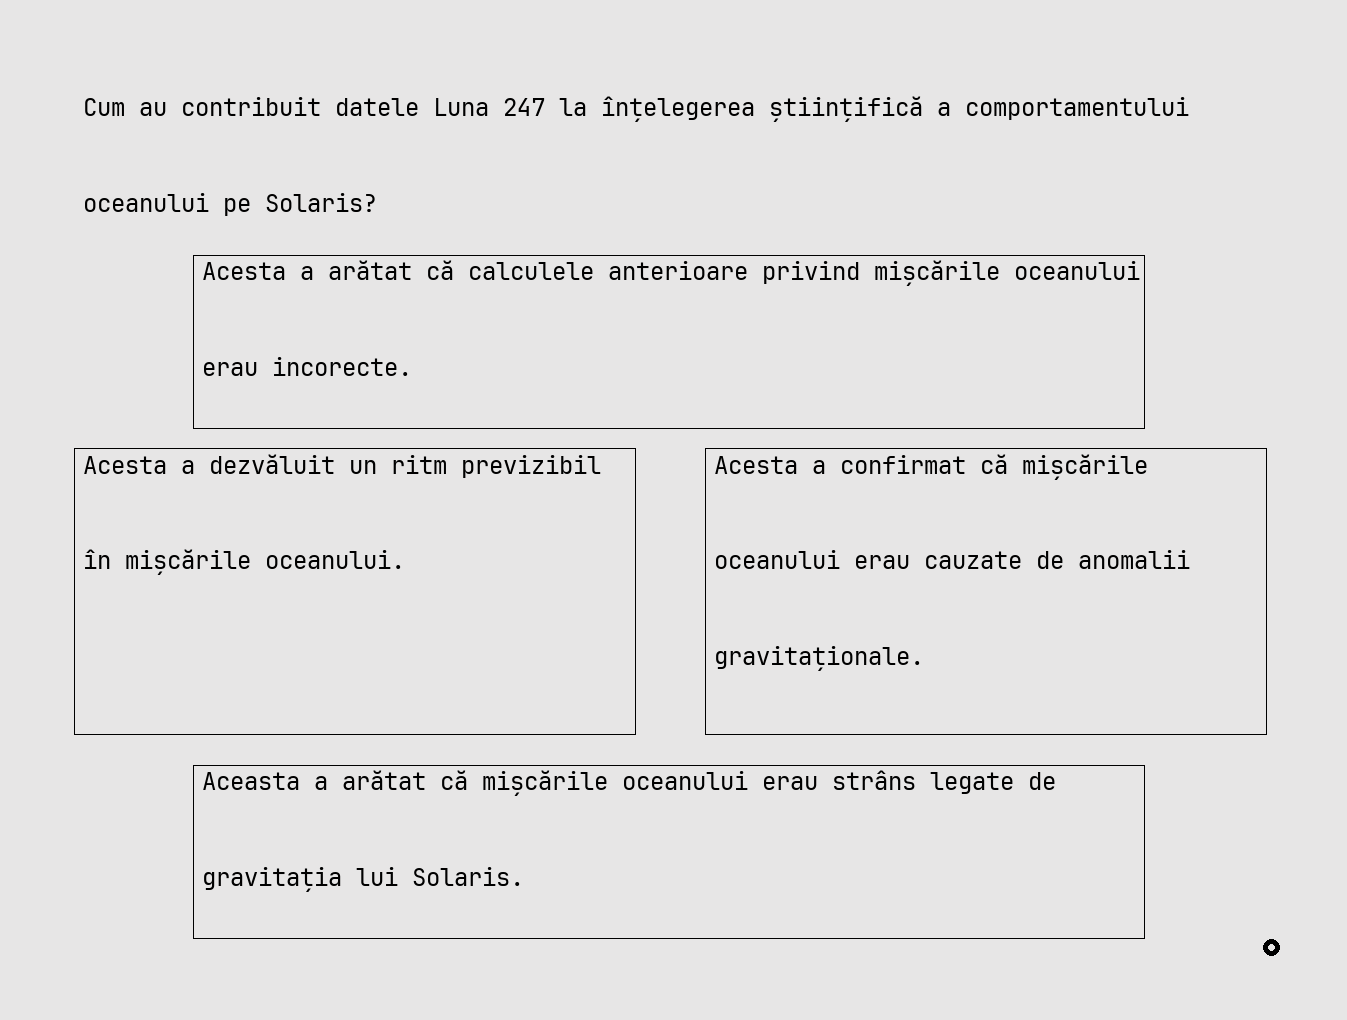 Cum au contribuit datele Luna 247 la înțelegerea științifică a comportamentului
oceanului pe Solaris?
Acesta a arătat că calculele anterioare privind mișcările oceanului
erau incorecte.
Acesta a dezvăluit un ritm previzibil
în mișcările oceanului.
Acesta a confirmat că mișcările
oceanului erau cauzate de anomalii
gravitaționale.
Aceasta a arătat că mișcările oceanului erau strâns legate de
gravitația lui Solaris.